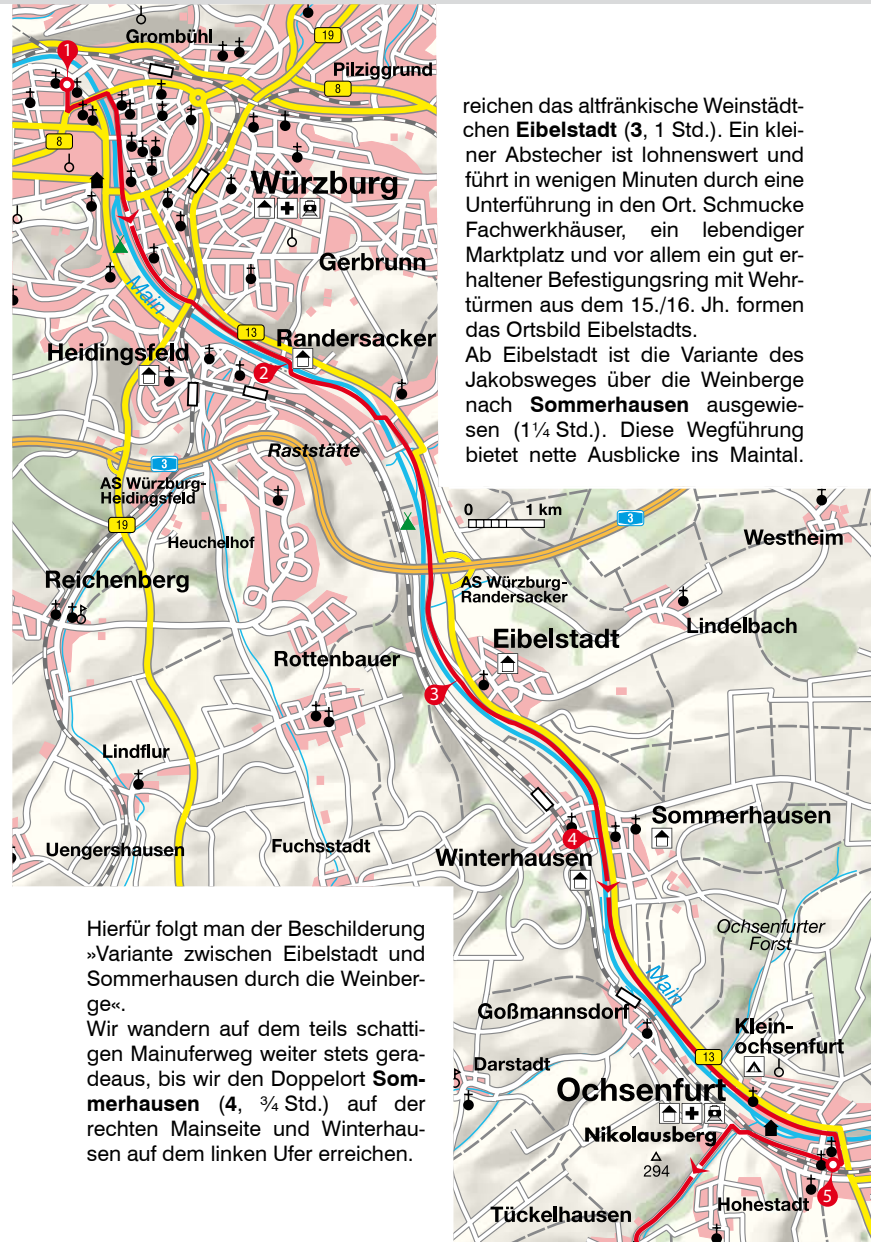 Grombühl
19
1
Pilziggrund
8
8
Würzburg
Gerbrunn
Main
13
Randersacker
Heidingsfeld
2
Raststätte
3
AS Würzburg-
Heidingsfeld
19
Heuchelhof
Reichenberg
Rottenbauer
Lindflur
Uengershausen
Fuchsstadt
reichen das altfränkische Weinstädt-
chen Eibelstadt (3, 1 Std.). Ein klei-
ner Abstecher ist lohnenswert und
führt in wenigen Minuten durch eine
Unterführung in den Ort. Schmucke
Fachwerkhäuser, ein lebendiger
Marktplatz und vor allem ein gut er-
haltener Befestigungsring mit Wehr-
türmen aus dem 15./16. Jh. formen
das Ortsbild Eibelstadts.
Ab Eibelstadt ist die Variante des
Jakobsweges über die Weinberge
nach Sommerhausen ausgewie-
sen (1¼ Std.). Diese Wegführung
bietet nette Ausblicke ins Maintal.
0 1 km
3
Westheim
AS Würzburg-
Randersacker
Lindelbach
Eibelstadt
3
Sommerhausen
4
Winterhausen
Ochsenfurter
Forst
Main
Goßmannsdorf
Klein-
ochsenfurt
13
Darstadt
Ochsenfurt
Nikolausberg
294
5
Hohestadt
Tückelhausen
Hierfür folgt man der Beschilderung
»Variante zwischen Eibelstadt und
Sommerhausen durch die Weinber-
ge«.
Wir wandern auf dem teils schatti-
gen Mainuferweg weiter stets gera-
deaus, bis wir den Doppelort Som-
merhausen (4, ¾ Std.) auf der
rechten Mainseite und Winterhau-
sen auf dem linken Ufer erreichen.